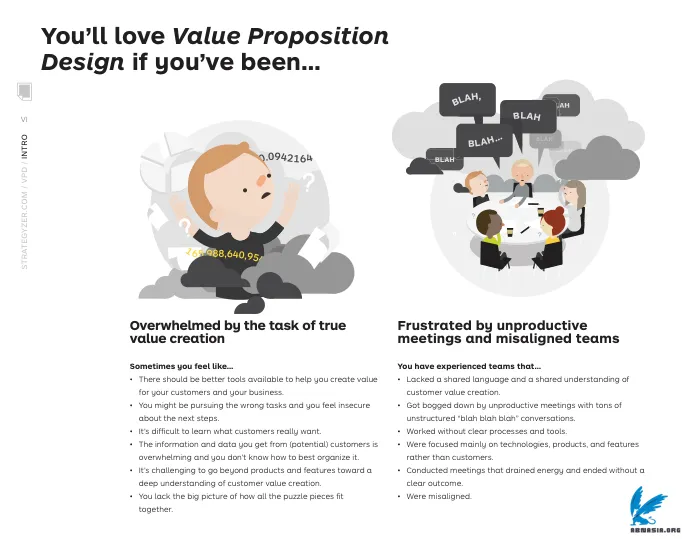 You'll love Value Proposition
Design if you've been...
VI
STRATEGYZER.COM / VPD / INTRO
0.0942164
?
?
BLAH,
BLAH
BLAH...
BLAH
Overwhelmed by the task of true
value creation
Sometimes you feel like...
• There should be better tools available to help you create value
for your customers and your business.
• You might be pursuing the wrong tasks and you feel insecure
about the next steps.
• It's difficult to learn what customers really want.
• The information and data you get from (potential) customers is
overwhelming and you don't know how to best organize it.
• It's challenging to go beyond products and features toward a
deep understanding of customer value creation.
• You lack the big picture of how all the puzzle pieces fit
together.
Frustrated by unproductive
meetings and misaligned teams
You have experienced teams that...
• Lacked a shared language and a shared understanding of
customer value creation.
• Got bogged down by unproductive meetings with tons of
unstructured "blah blah blah" conversations.
• Worked without clear processes and tools.
• Were focused mainly on technologies, products, and features
rather than customers.
• Conducted meetings that drained energy and ended without a
clear outcome.
• Were misaligned.
ABNASIA.ORG